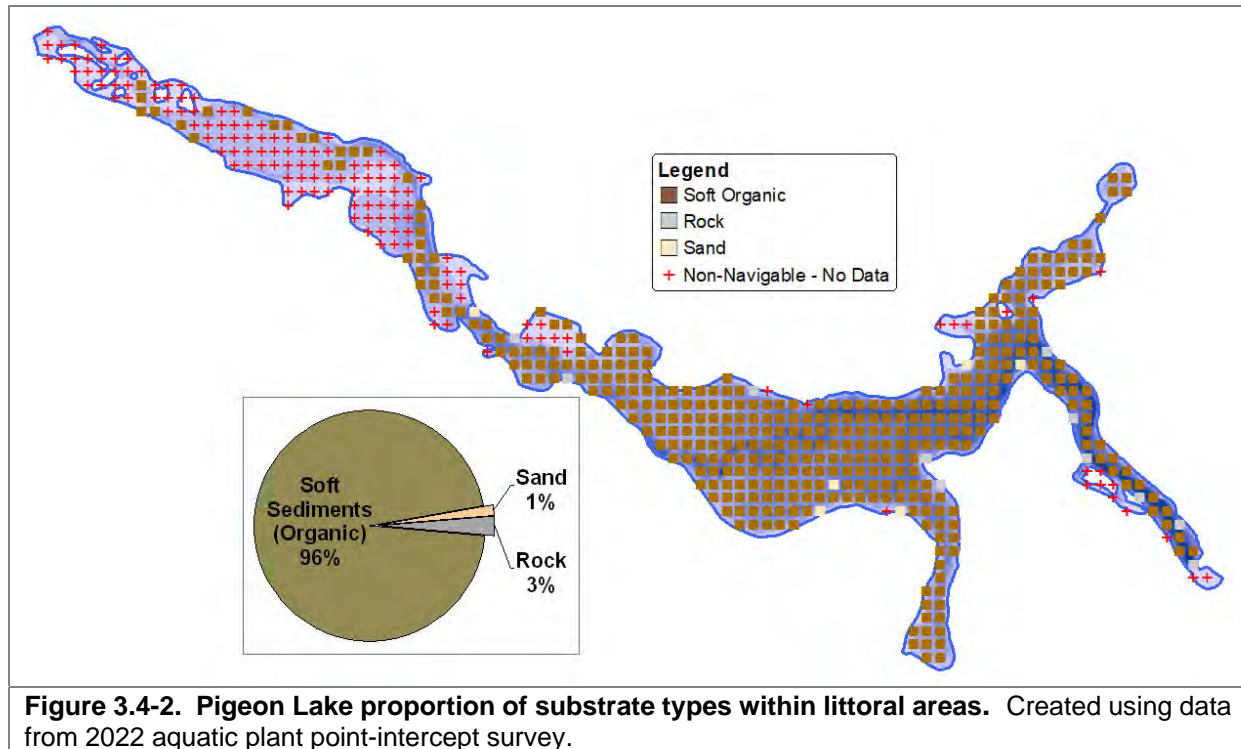 Legend
Soft Organic
Rock
Sand
Non-Navigable - No Data
Soft
Sediments
(Organic)
96%
Sand
1%
Rock
3%
Figure 3.4-2. Pigeon Lake proportion of substrate types within littoral areas. Created using data
from 2022 aquatic plant point-intercept survey.